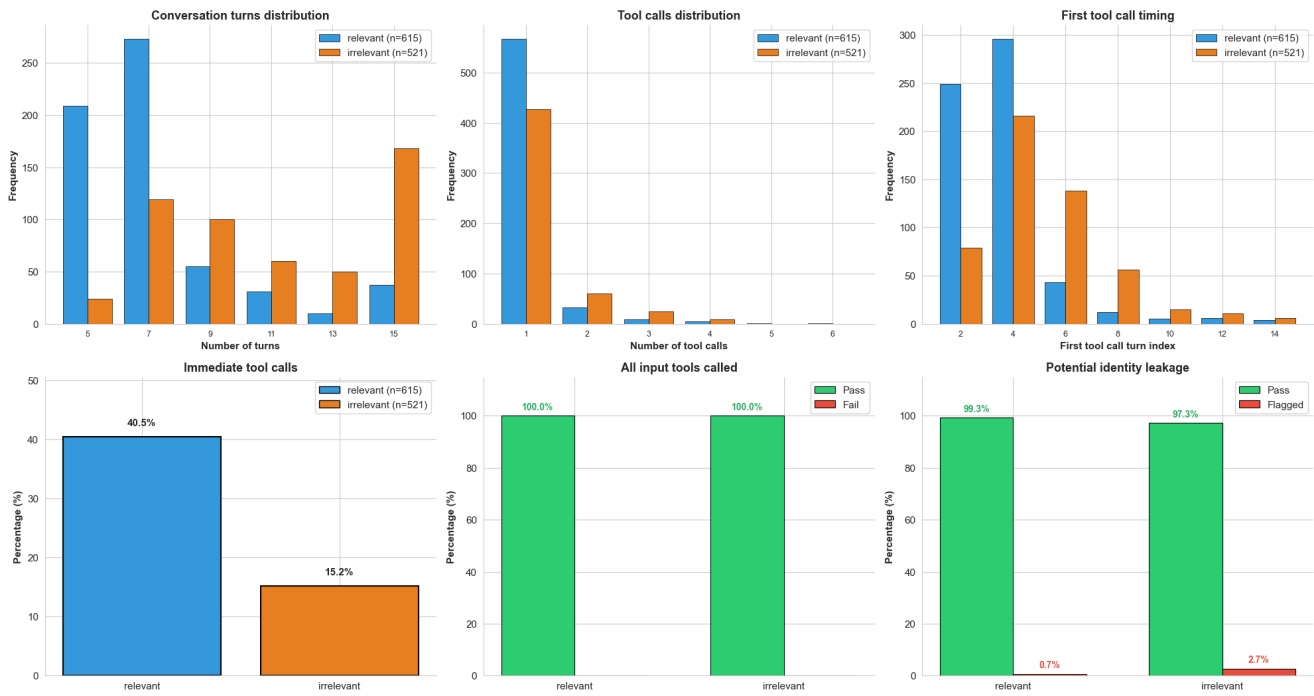 Conversation turns distribution
relevant (n=615)
irrelevant (n=521)
Frequency
250
200
150
100
50
0
5 7 9 11 13 15
Number of turns
Tool calls distribution
relevant (n=615)
irrelevant (n=521)
Frequency
500
400
300
200
100
0
1 2 3 4 5 6
Number of tool calls
First tool call timing
relevant (n=615)
irrelevant (n=521)
Frequency
300
250
200
150
100
50
0
2 4 6 8 10 12 14
First tool call turn index
Immediate tool calls
relevant (n=615)
irrelevant (n=521)
Percentage (%)
50
40
30
20
10
0
40.5%
15.2%
relevant irrelevant
All input tools called
Pass
Fail
Percentage (%)
100
80
60
40
20
0
100.0%
100.0%
relevant irrelevant
Potential identity leakage
Pass
Flagged
Percentage (%)
100
80
60
40
20
0
99.3%
0.7%
97.3%
2.7%
relevant irrelevant